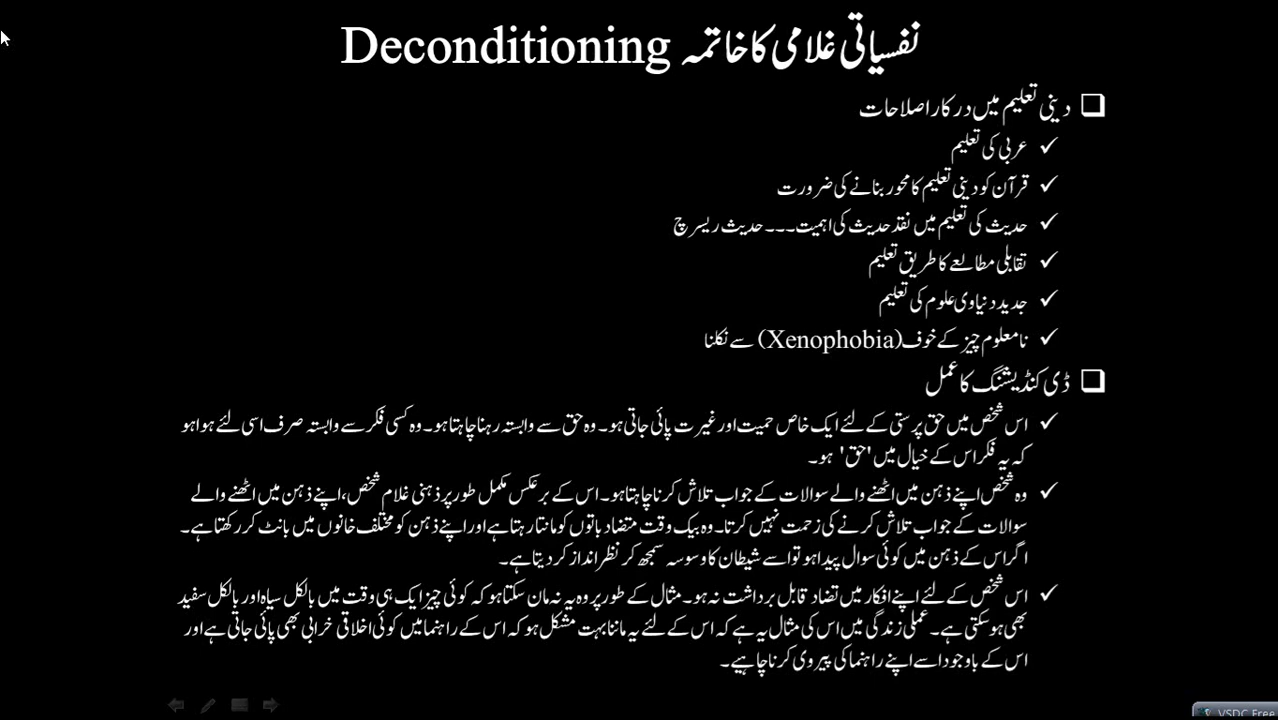 نفسیاتی غلامی کا خاتمہ Deconditioning
دینی تعلیم میں درکار اصلاحات
عربی کی تعلیم
قرآن کو دینی تعلیم کا محور بنانے کی ضرورت
حدیث کی تعلیم میں نقد حدیث کی اہمیت۔۔۔ حدیث ریسرچ
تقابلی مطالعے کا طریق تعلیم
جدید دنیاوی علوم کی تعلیم
نامعلوم چیز کے خوف (Xenophobia) سے نکلنا
ڈی کنڈیشنگ کا عمل
اس شخص میں حق پرستی کے لئے ایک خاص حمیت اور غیرت پائی جاتی ہو۔ وہ حق سے وابستہ رہنا چاہتا ہو۔ وہ کسی فکر سے وابستہ صرف اسی لئے ہوا ہو
کہ یہ فکر اس کے خیال میں 'حق' ہو۔
وہ شخص اپنے ذہن میں اٹھنے والے سوالات کے جواب تلاش کرنا چاہتا ہو۔ اس کے برعکس مکمل طور پر ذہنی غلام شخص، اپنے ذہن میں اٹھنے والے
سوالات کے جواب تلاش کرنے کی زحمت نہیں کرتا۔ وہ بیک وقت متضاد باتوں کو مانتا رہتا ہے اور اپنے ذہن کو مختلف خانوں میں بانٹ کر رکھتا ہے۔
اگر اس کے ذہن میں کوئی سوال پیدا ہو تو اسے شیطان کا وسوسہ سمجھ کر نظر انداز کر دیتا ہے۔
اس شخص کے لئے اپنے افکار میں تضاد قابل برداشت نہ ہو۔ مثال کے طور پر وہ یہ نہ مان سکتا ہو کہ کوئی چیز ایک ہی وقت میں بالکل سیاہ اور بالکل سفید
بھی ہو سکتی ہے۔ عملی زندگی میں اس کی مثال یہ ہے کہ اس کے لئے یہ ماننا بہت مشکل ہو کہ اس کے راہنما میں کوئی اخلاقی خرابی بھی پائی جاتی ہے اور
اس کے باوجود اسے اپنے راہنما کی پیروی کرنا چاہیے۔
VSDC Free